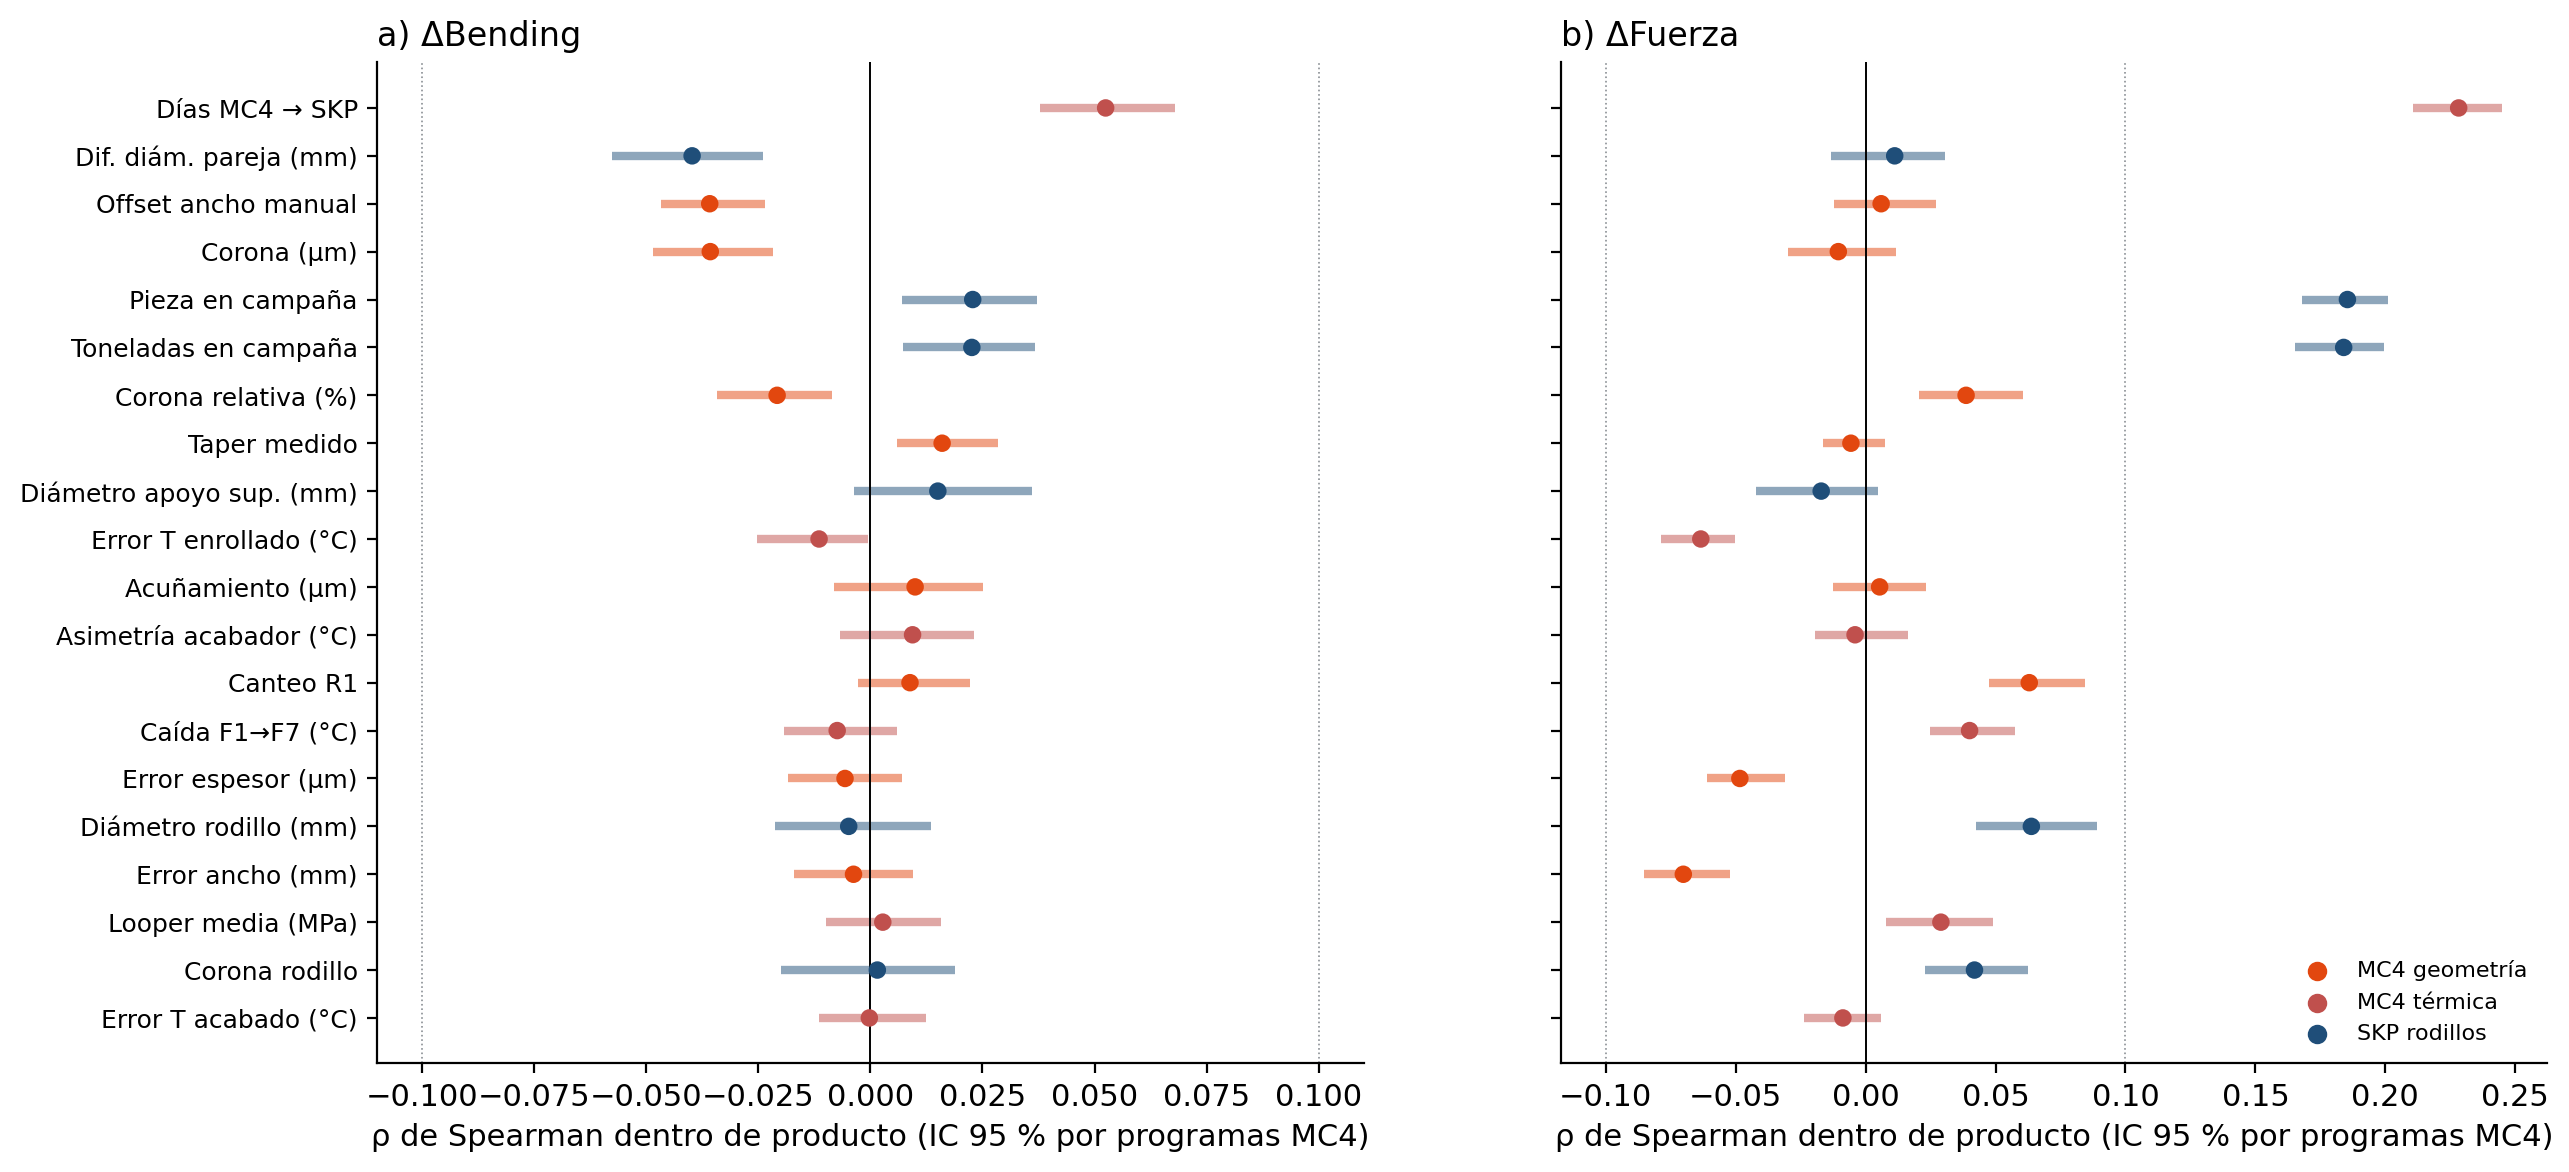 a) ΔBending
b) ΔFuerza
Días MC4 → SKP
Dif. diám. pareja (mm)
Offset ancho manual
Corona (µm)
Pieza en campaña
Toneladas en campaña
Corona relativa (%)
Taper medido
Diámetro apoyo sup. (mm)
Error T enrollado (°C)
Acuñamiento (µm)
Asimetría acabador (°C)
Canteo R1
Caída F1→F7 (°C)
Error espesor (µm)
Diámetro rodillo (mm)
Error ancho (mm)
Looper media (MPa)
Corona rodillo
Error T acabado (°C)
MC4 geometría
MC4 térmica
SKP rodillos
−0.100 −0.075 −0.050 −0.025 0.000 0.025 0.050 0.075 0.100
−0.10 −0.05 0.00 0.05 0.10 0.15 0.20 0.25
ρ de Spearman dentro de producto (IC 95 % por programas MC4)
ρ de Spearman dentro de producto (IC 95 % por programas MC4)